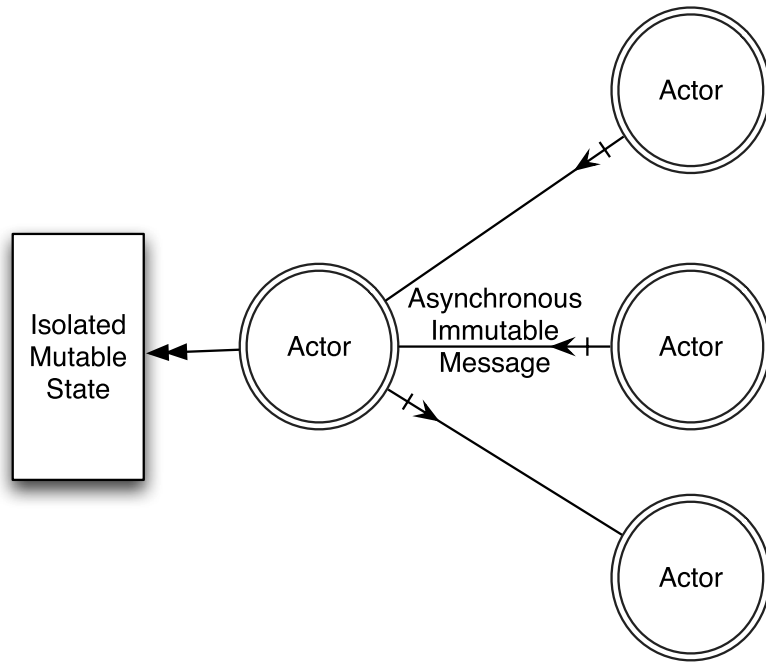 Actor
Isolated
Mutable
State
Actor
Asynchronous
Immutable
Message
Actor
Actor